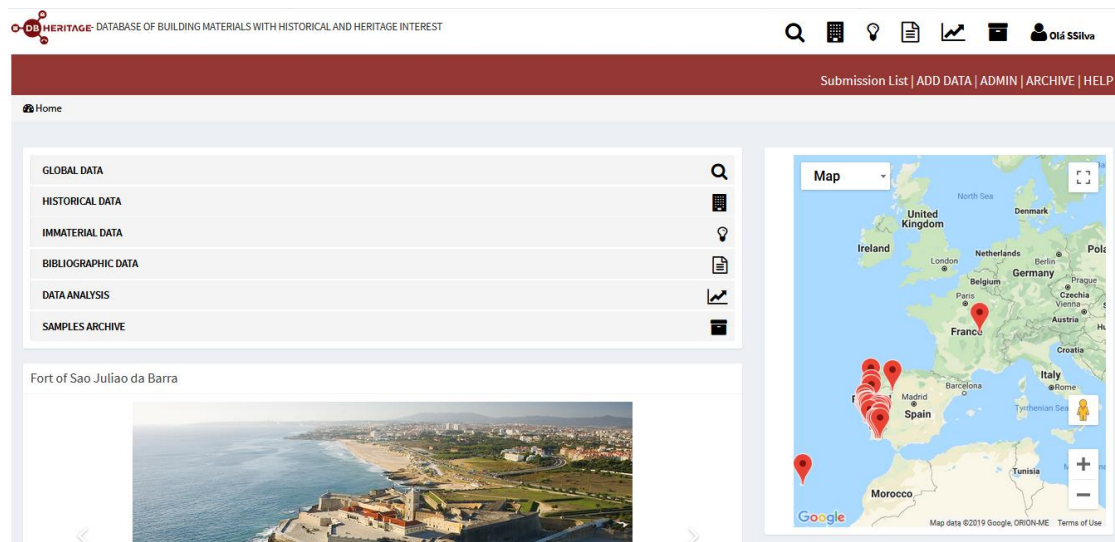 DB HERITAGE- DATABASE OF BUILDING MATERIALS WITH HISTORICAL AND HERITAGE INTEREST
Olá SSilva
Submission List | ADD DATA | ADMIN | ARCHIVE | HELP
Home
GLOBAL DATA
HISTORICAL DATA
IMMATERIAL DATA
BIBLIOGRAPHIC DATA
DATA ANALYSIS
SAMPLES ARCHIVE
Fort of Sao Juliao da Barra
Map
North Sea
United
Kingdom
Denmark
Ireland
London
Netherlands
Berlin
Pola
Belgium
Germany
Prague
Paris
Czechia
Vienna
Austria
France
Croatia
Italy
Rome
Barcelona
Madrid
Spain
Tyrrhenian Sea
Tunisia
Morocco
Google
Map data ©2019 Google, ORION-ME Terms of Use